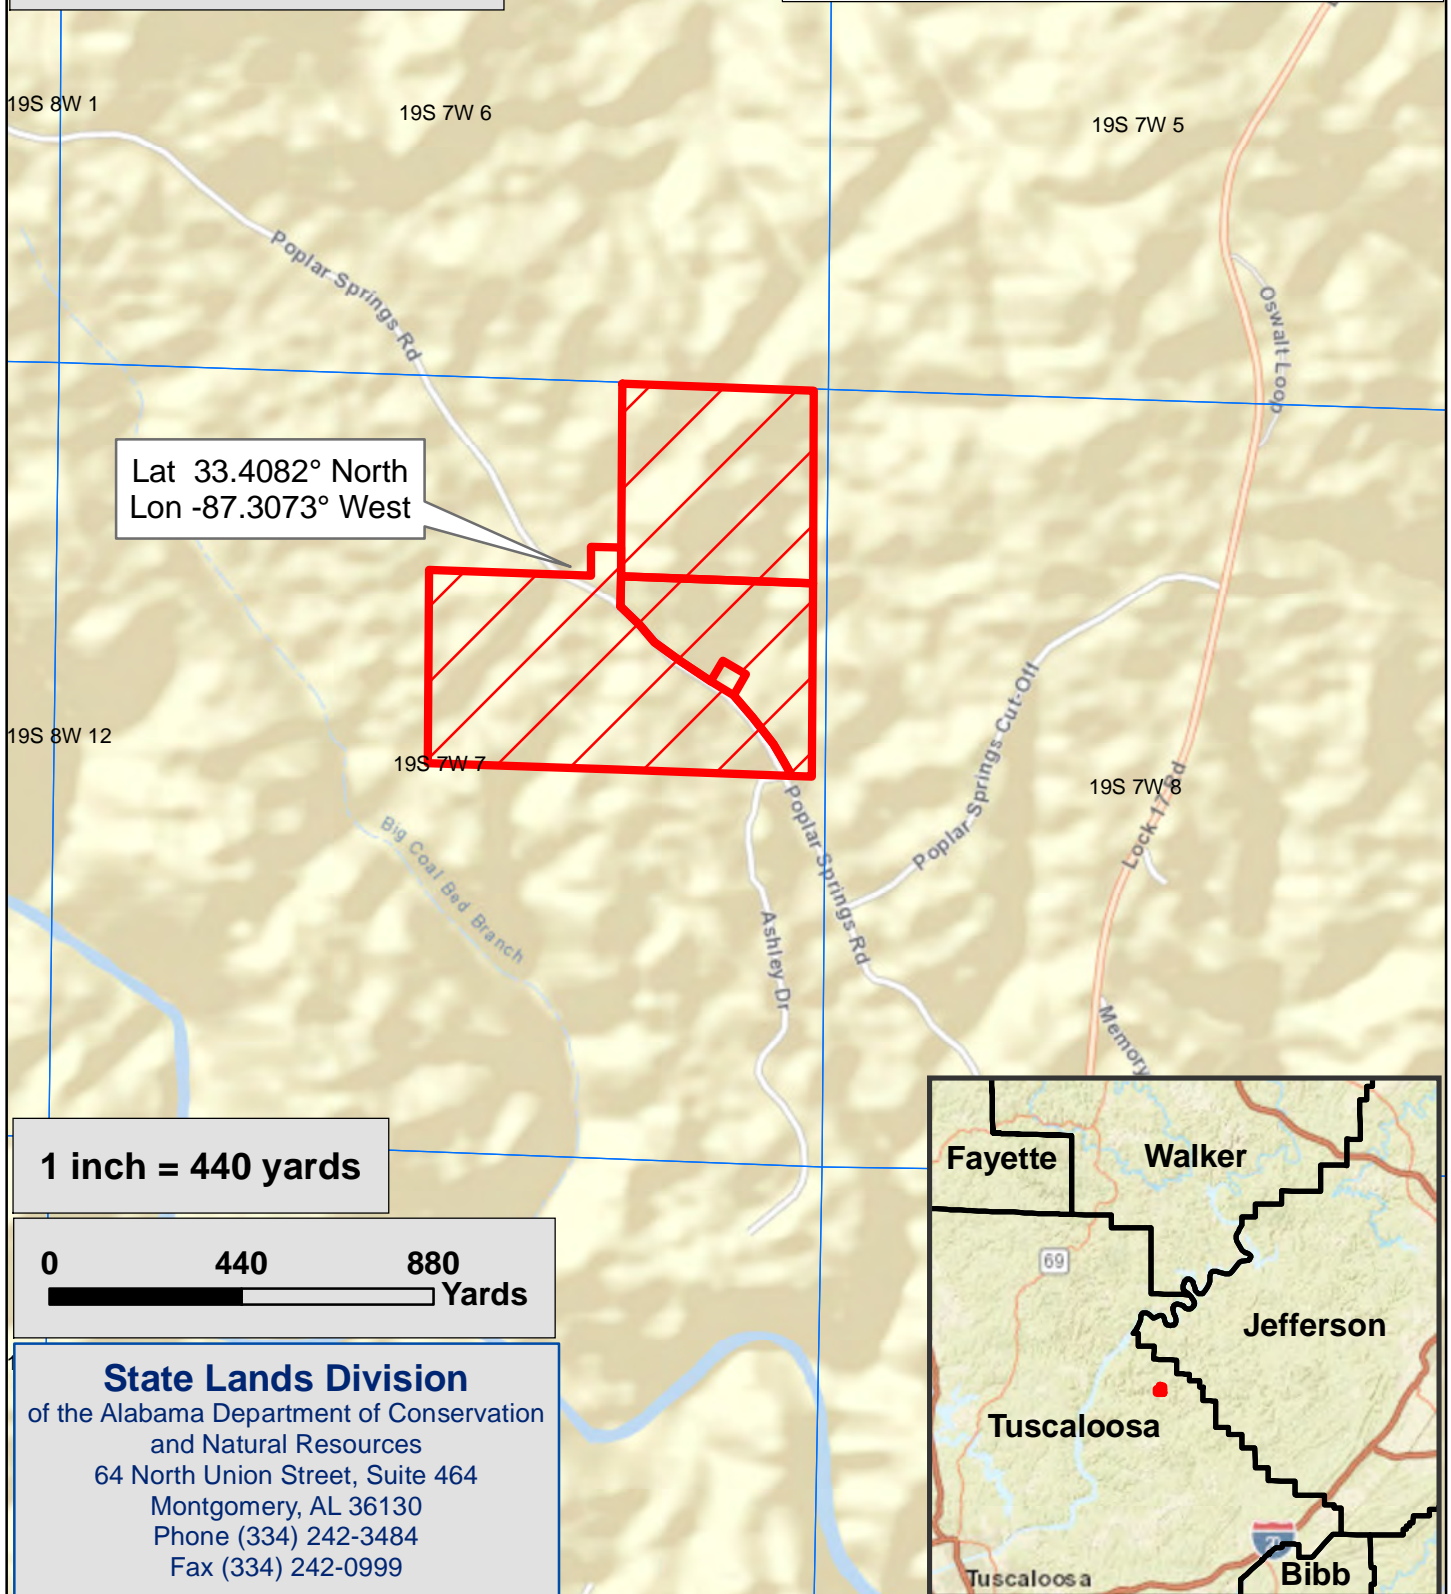 19S 8W 1
19S 7W 6
19S 7W 5
Poplar Springs Rd
Oswalt Loop
Lat 33.4082° North
Lon -87.3073° West
19S 8W 12
19S 7W 7
19S 7W 8
Poplar Springs Cut-Off
Lock 17 Rd
Big Coal Bed Branch
Poplar Springs Rd
Ashley Dr
Memory
1 inch = 440 yards
0 440 880
Yards
State Lands Division
of the Alabama Department of Conservation
and Natural Resources
64 North Union Street, Suite 464
Montgomery, AL 36130
Phone (334) 242-3484
Fax (334) 242-0999
Fayette
Walker
69
Jefferson
Tuscaloosa
Bibb
Tuscaloosa